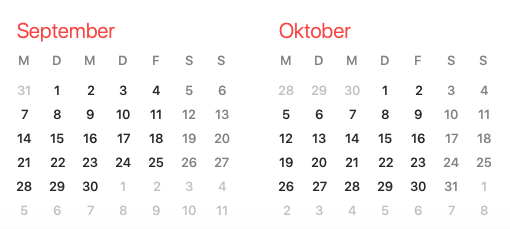 September
M D M D F S S
31 1 2 3 4 5 6
7 8 9 10 11 12 13
14 15 16 17 18 19 20
21 22 23 24 25 26 27
28 29 30 1 2 3 4
5 6 7 8 9 10 11
Oktober
M D M D F S S
28 29 30 1 2 3 4
5 6 7 8 9 10 11
12 13 14 15 16 17 18
19 20 21 22 23 24 25
26 27 28 29 30 31 1
2 3 4 5 6 7 8